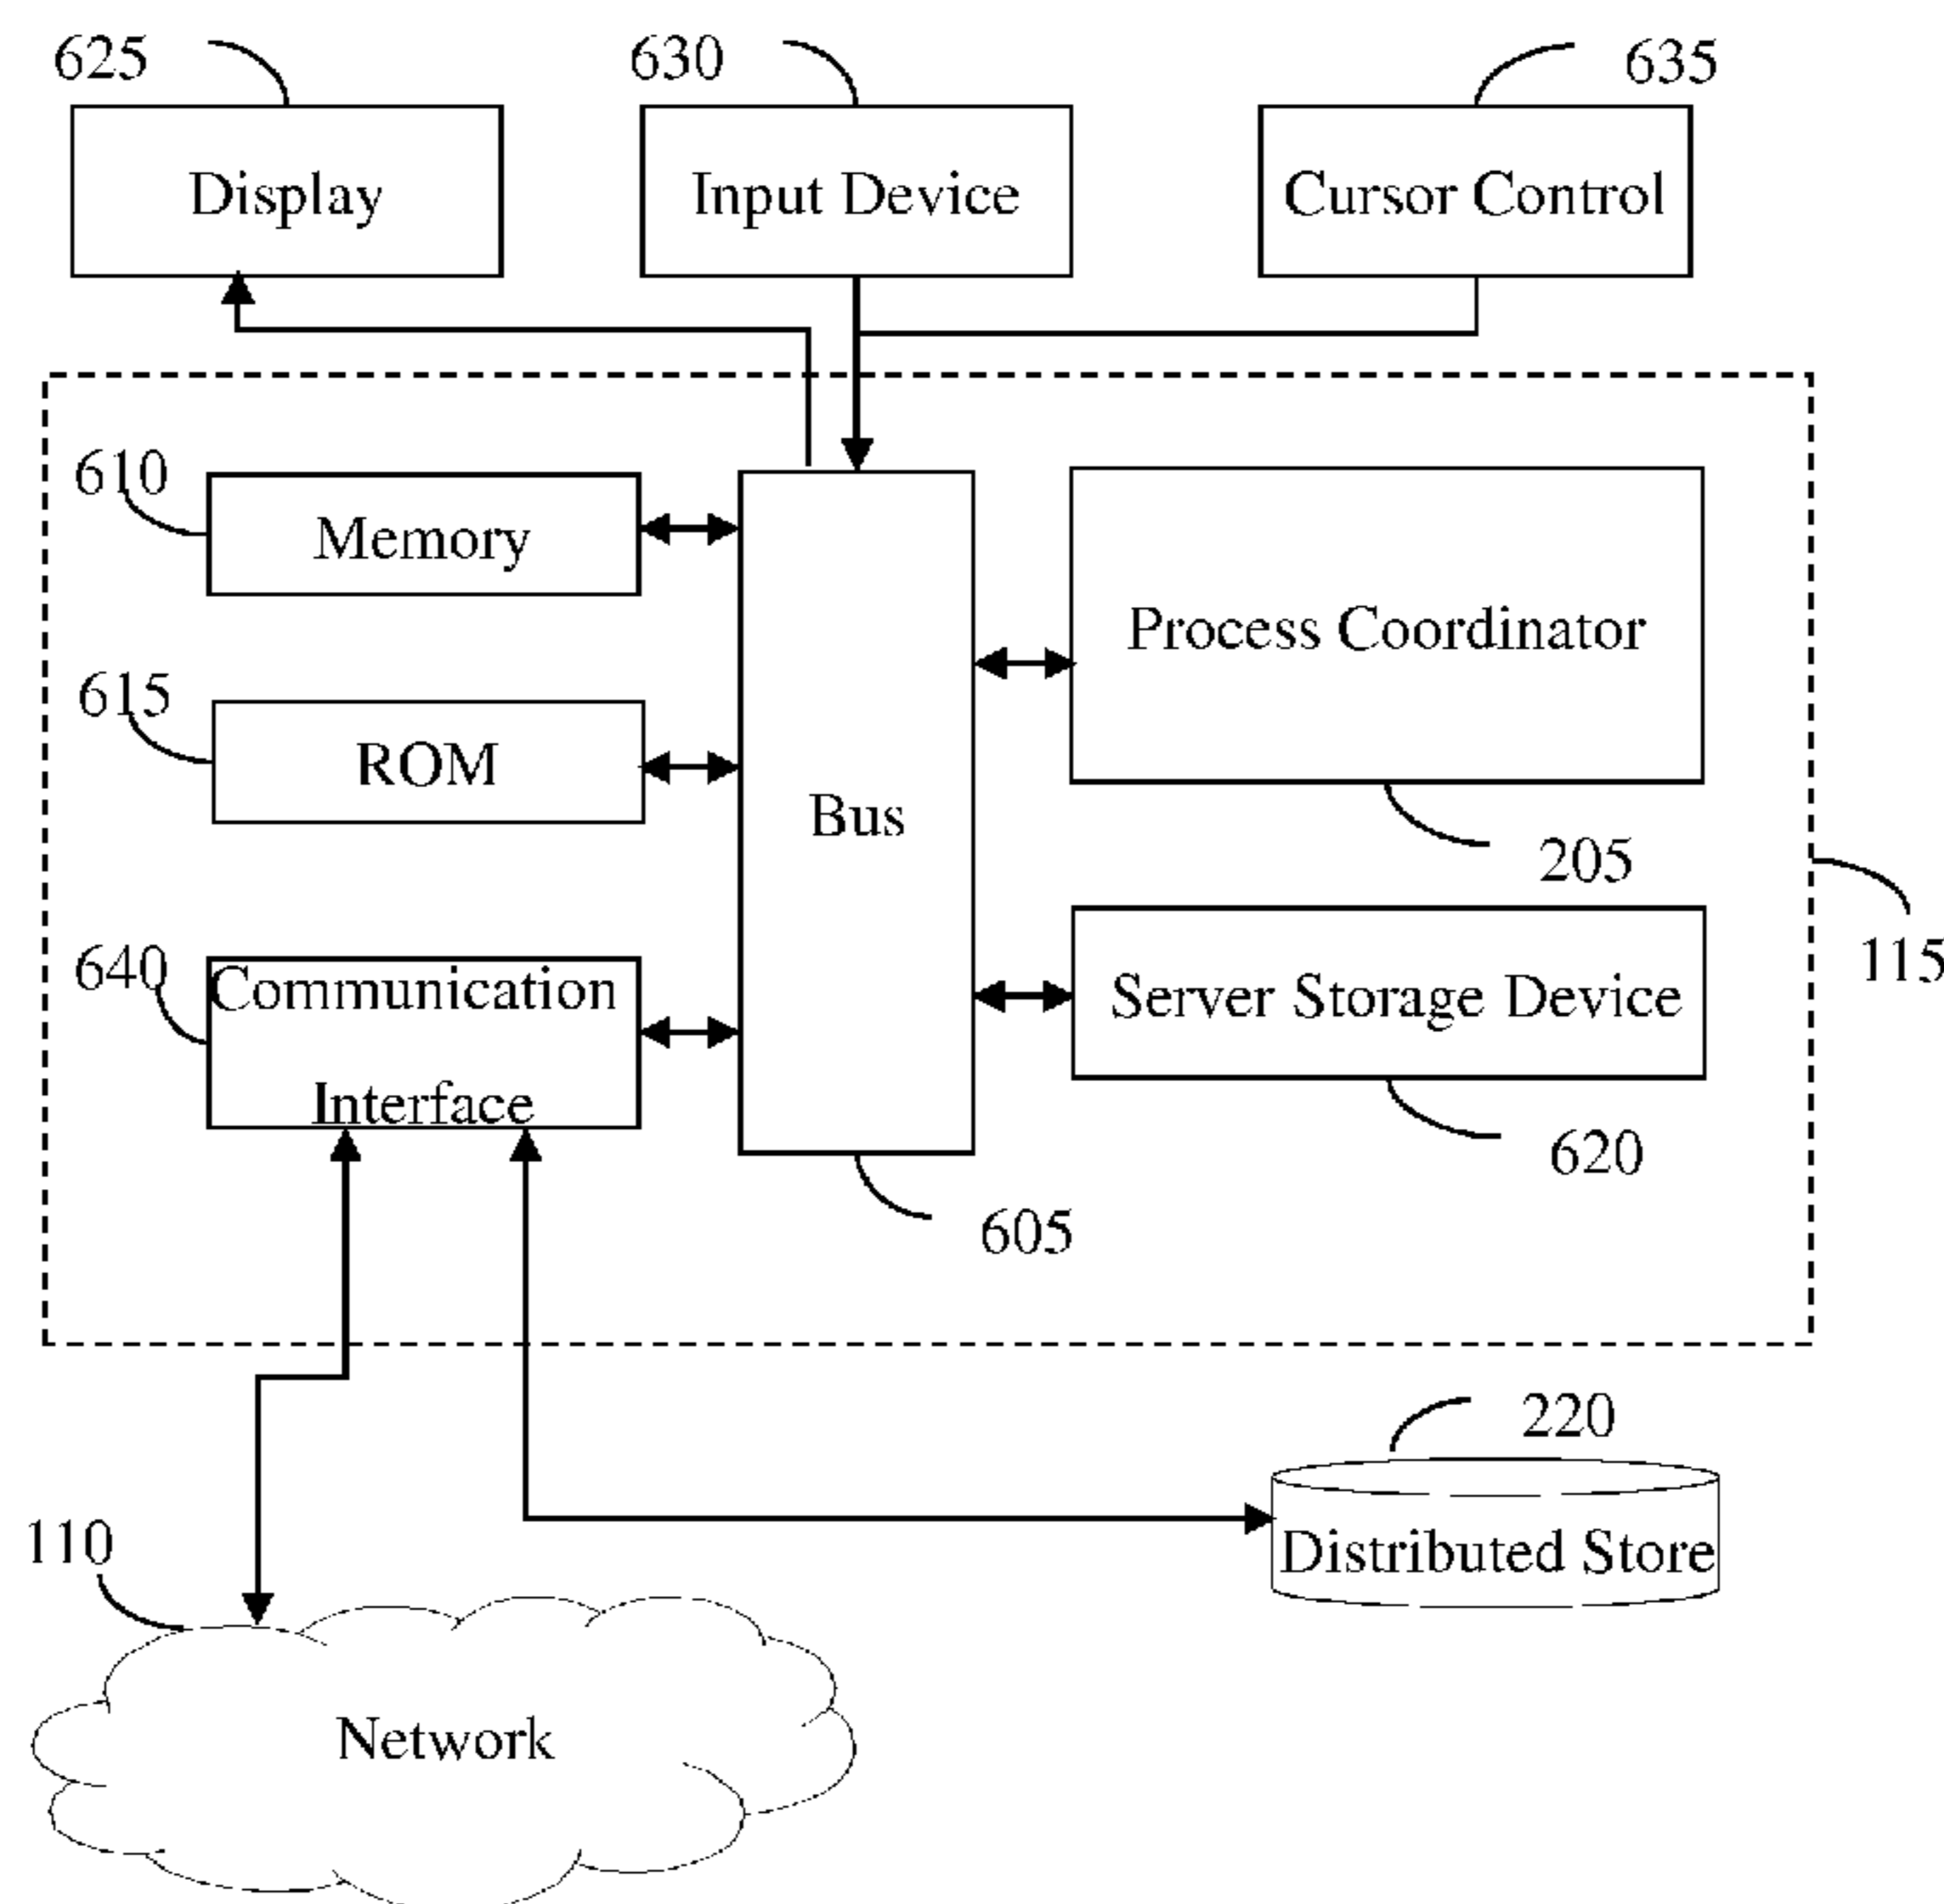 625
630
635
Display
Input Device
Cursor Control
610
Memory
Process Coordinator
615
ROM
Bus
205
640
Communication
Interface
Server Storage Device
115
620
605
220
Distributed Store
110
Network